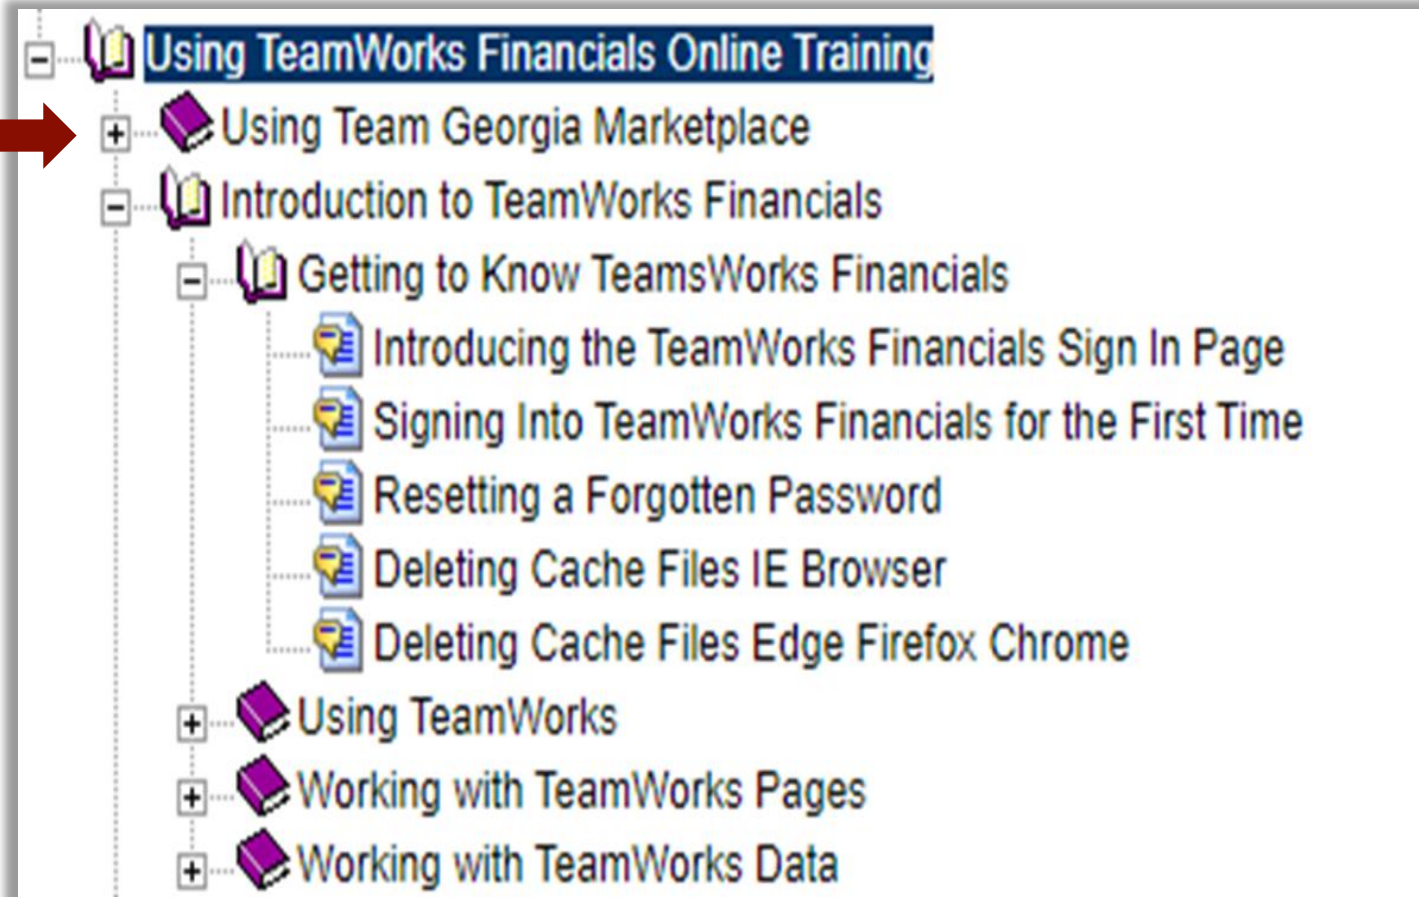 Using TeamWorks Financials Online Training
Using Team Georgia Marketplace
Introduction to TeamWorks Financials
Getting to Know TeamsWorks Financials
Introducing the TeamWorks Financials Sign In Page
Signing Into TeamWorks Financials for the First Time
Resetting a Forgotten Password
Deleting Cache Files IE Browser
Deleting Cache Files Edge Firefox Chrome
Using TeamWorks
Working with TeamWorks Pages
Working with TeamWorks Data